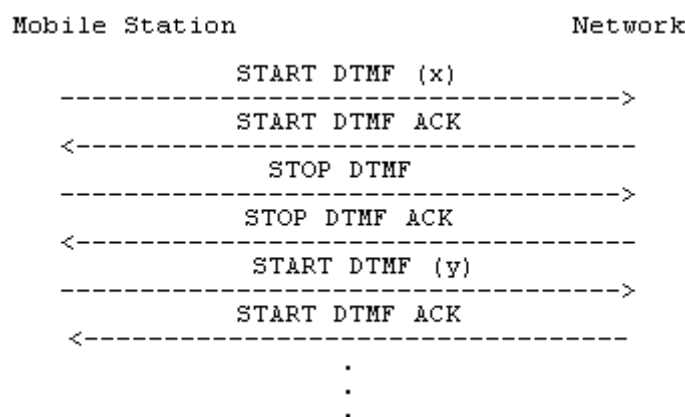 Mobile Station Network
START DTMF (x)
START DTMF ACK
STOP DTMF
STOP DTMF ACK
START DTMF (y)
START DTMF ACK
.
.
.